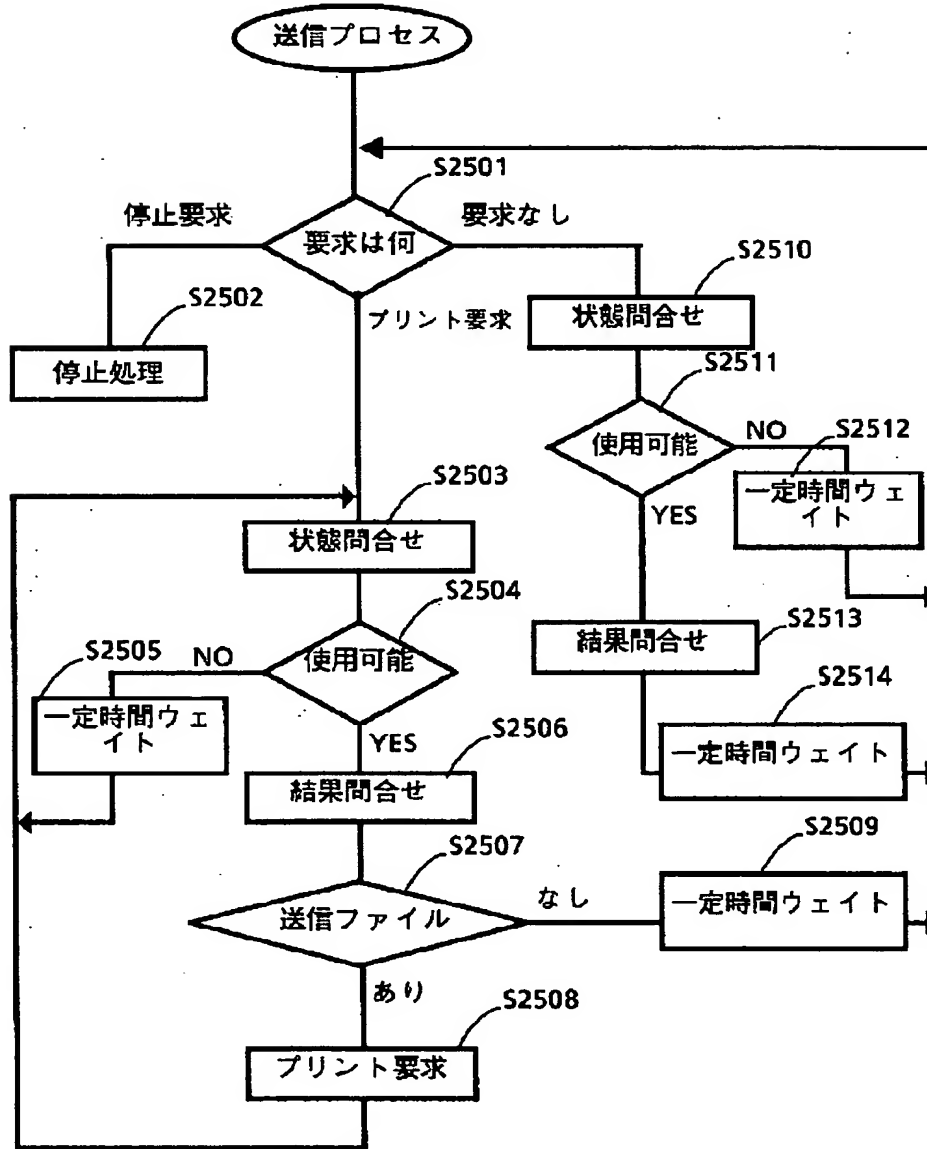 送信プロセス
S2501
停止要求
要求なし
要求は何
S2510
S2502
プリント要求
状態問合せ
停止処理
S2511
使用可能
NO
S2512
一定時間ウェ
イト
S2503
YES
状態問合せ
S2504
S2513
結果問合せ
使用可能
S2505
NO
S2514
一定時間ウェ
イト
YES
S2506
一定時間ウェイト
結果問合せ
S2507
S2509
送信ファイル
なし
一定時間ウェイト
あり
S2508
プリント要求